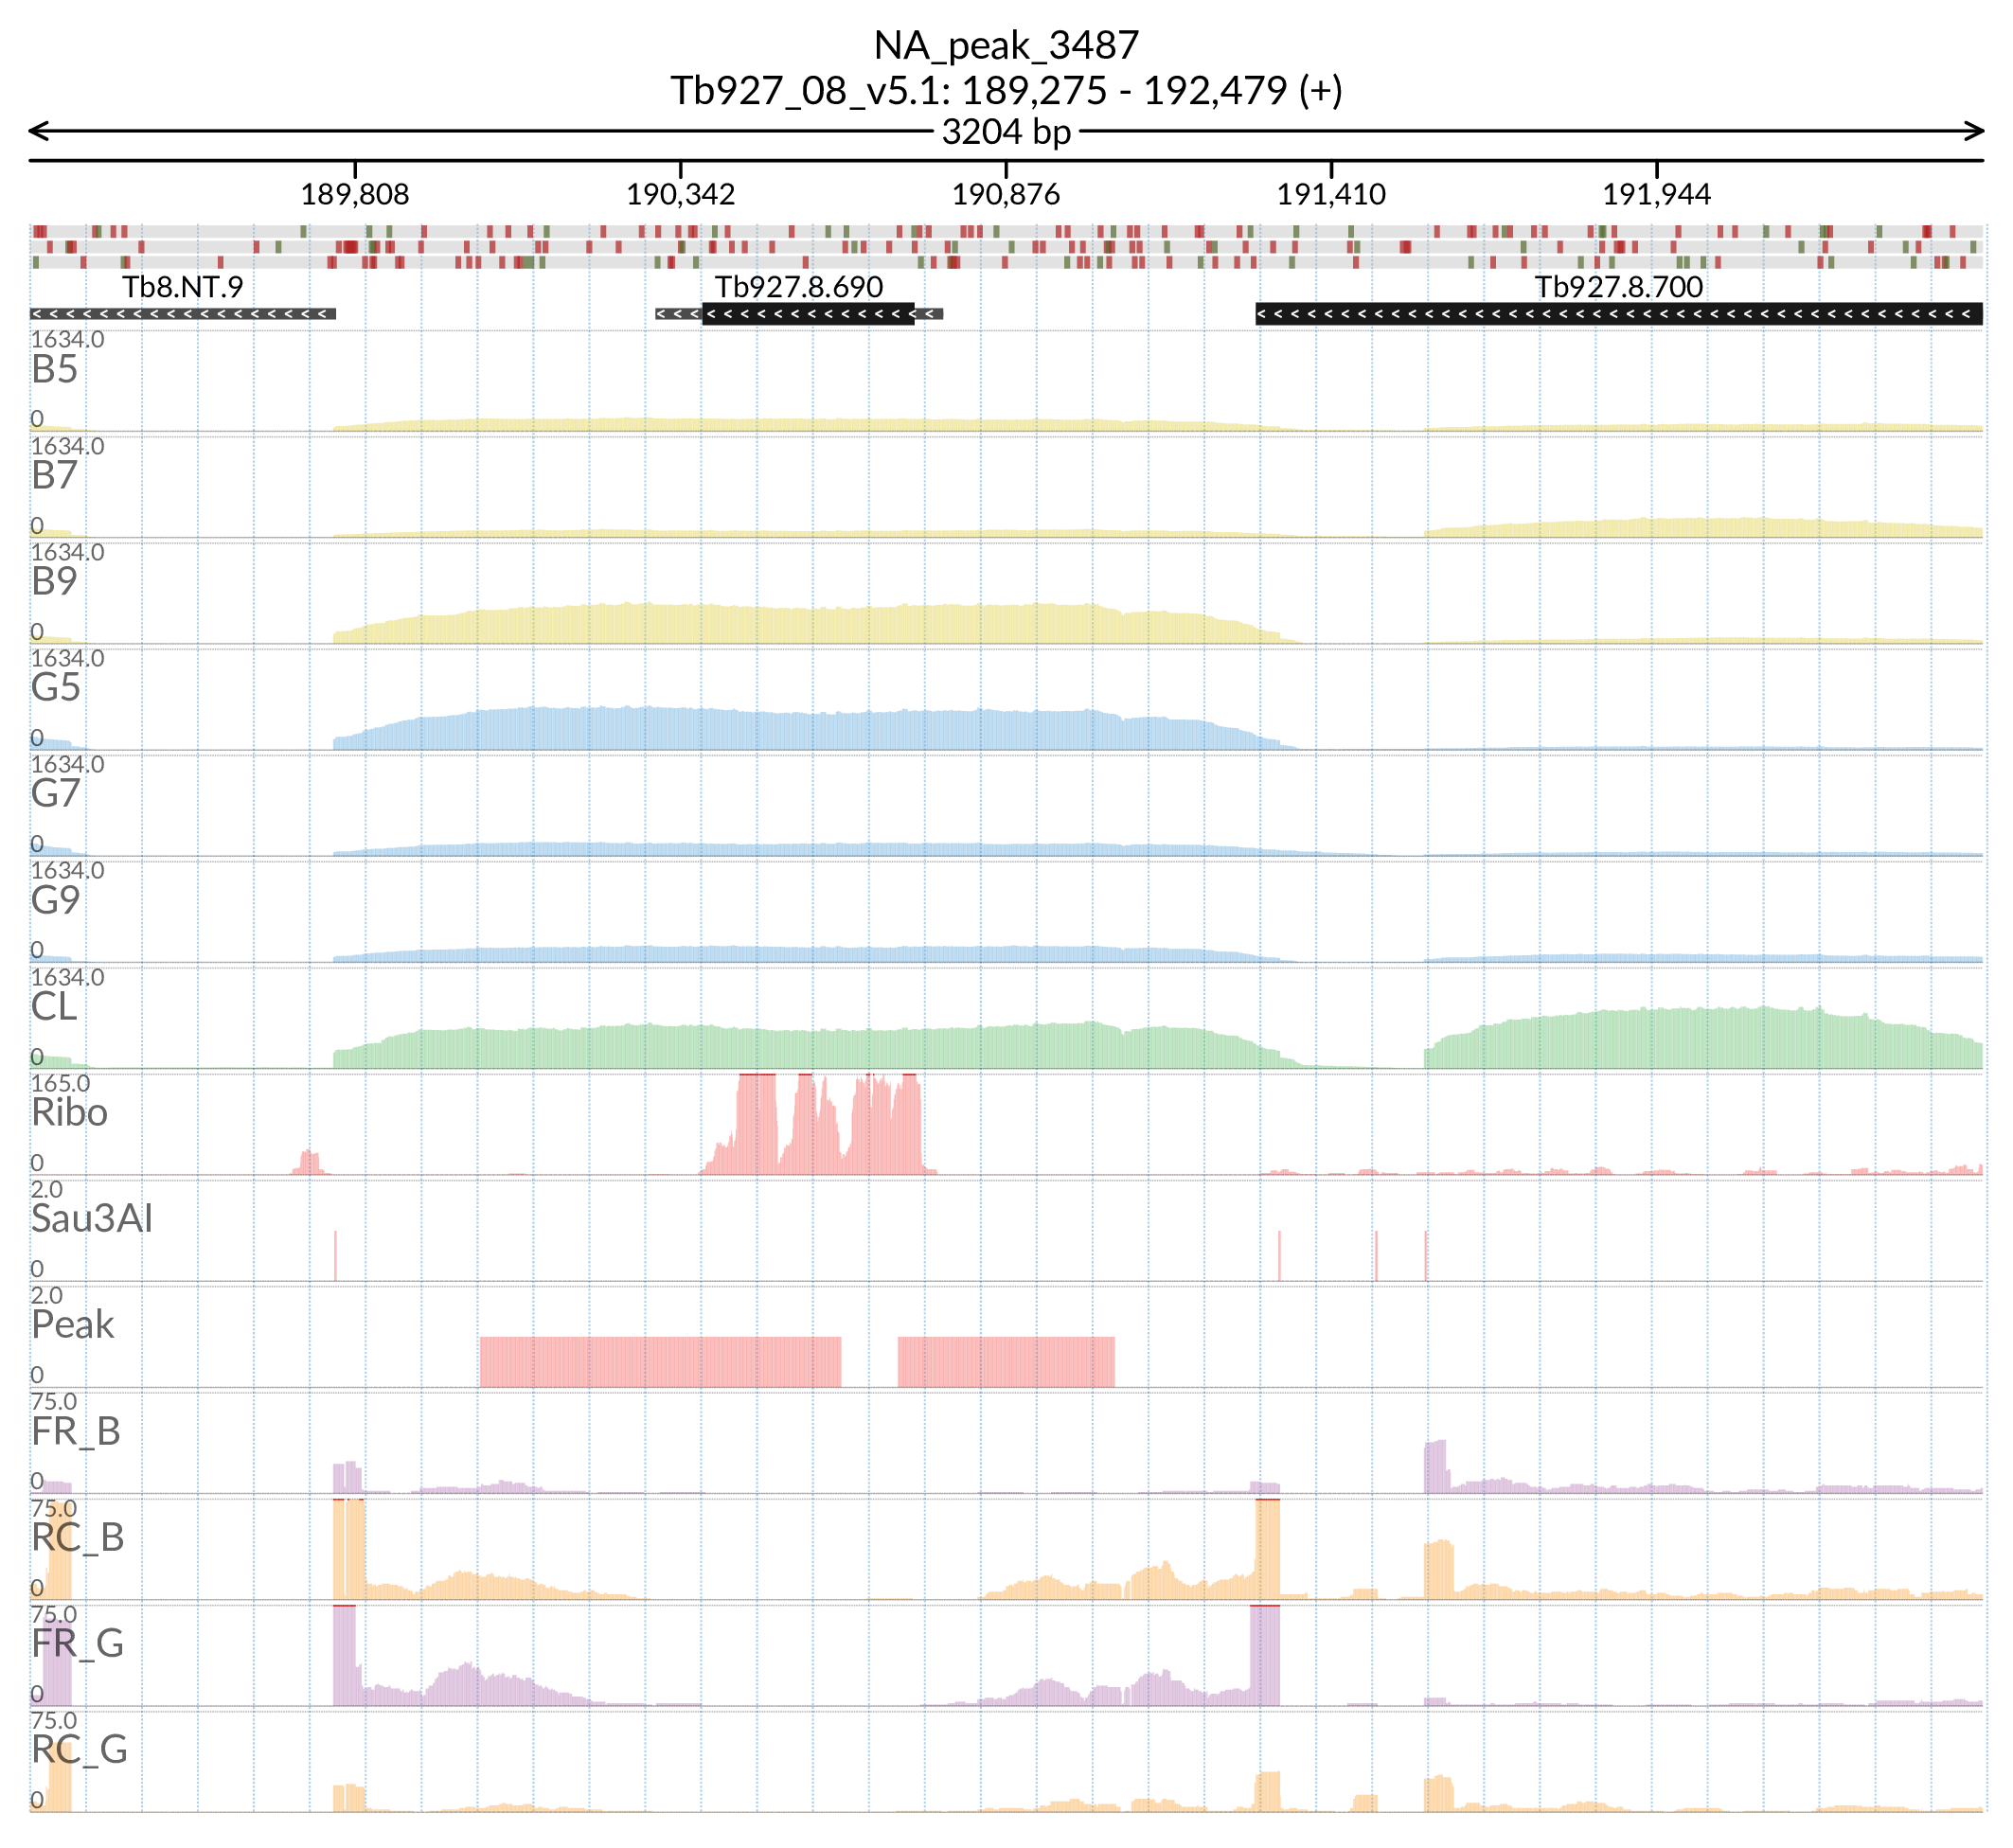 NA_peak_3487
Tb927_08_v5.1: 189,275 - 192,479 (+)
3204 bp
189,808 190,342 190,876 191,410 191,944
Tb8.NT.9 Tb927.8.690 Tb927.8.700
1634.0
B5
0
1634.0
B7
0
1634.0
B9
0
1634.0
G5
0
1634.0
G7
0
1634.0
G9
0
1634.0
CL
0
165.0
Ribo
0
2.0
Sau3AI
0
2.0
Peak
0
75.0
FR_B
0
75.0
RC_B
0
75.0
FR_G
0
75.0
RC_G
0